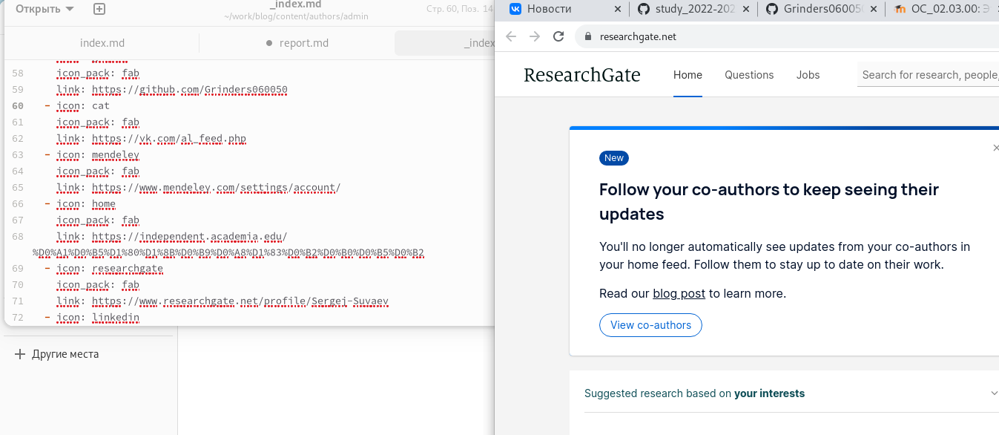 Открыть
_index.md
~/work/blog/content/authors/admin
Стр. 60, Поз. 14
index.md
report.md
_index
58 icon_pack: fab
59 link: https://github.com/Grinders060050
60 - icon: cat
61 icon_pack: fab
62 link: https://vk.com/al_feed.php
63 - icon: mendeley
64 icon_pack: fab
65 link: https://www.mendeley.com/settings/account/
66 - icon: home
67 icon_pack: fab
68 link: https://independent.academia.edu/
%D0%A1%D0%B5%D1%80%D1%8B%D0%B9%D0%A8%D1%83%D0%B2%D0%B0%D0%B5%D0%B2
69 - icon: researchgate
70 icon_pack: fab
71 link: https://www.researchgate.net/profile/Sergej-Suvaev
72 - icon: linkedin
Другие места
Новости
study_2022-202
Grinders06005
OC_02.03.00: Э
researchgate.net
ResearchGate
Home
Questions
Jobs
Search for research, people,
New
Follow your co-authors to keep seeing their
updates
You'll no longer automatically see updates from your co-authors in
your home feed. Follow them to stay up to date on their work.
Read our blog post to learn more.
View co-authors
Suggested research based on your interests